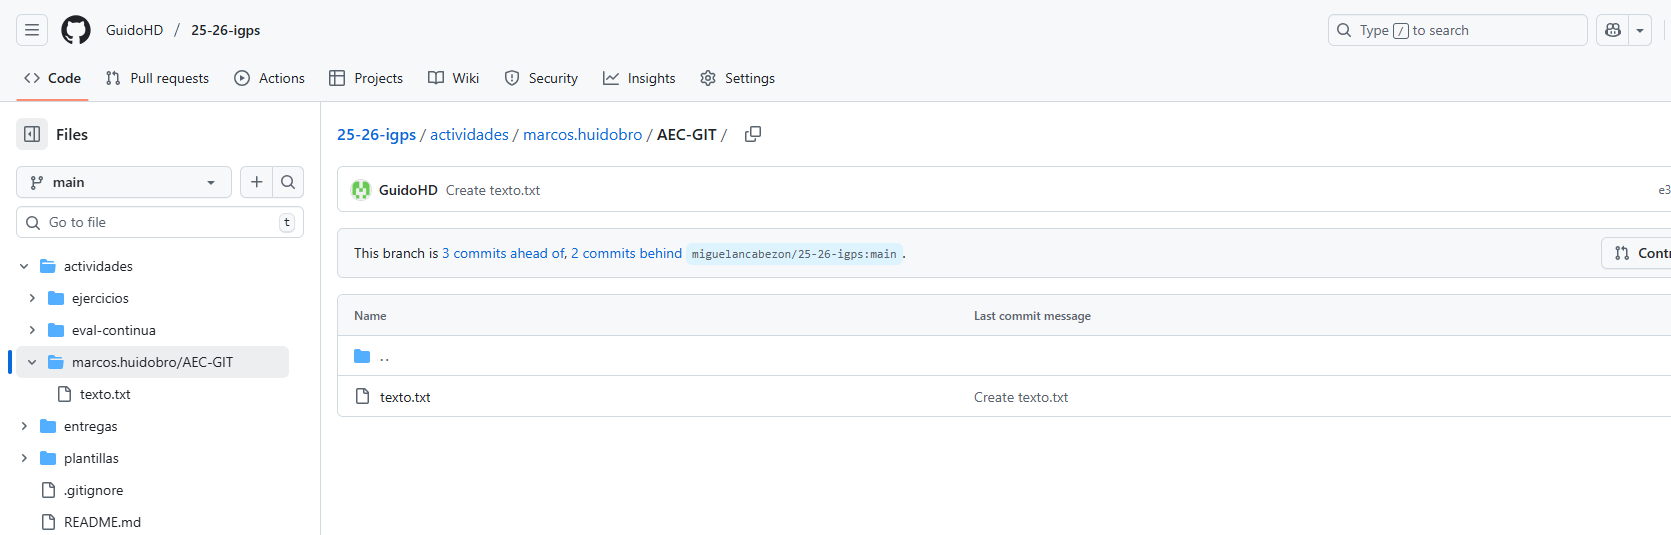 GuidoHD / 25-26-igps
Type / to search
Code Pull requests Actions Projects Wiki Security Insights Settings
Files
main
Go to file t
actividades
ejercicios
eval-continua
marcos.huidobro/AEC-GIT
texto.txt
entregas
plantillas
.gitignore
README.md
25-26-igps / actividades / marcos.huidobro / AEC-GIT /
GuidoHD Create texto.txt e3
This branch is 3 commits ahead of, 2 commits behind miguelancabezon/25-26-igps:main.
Contr
Name Last commit message
..
texto.txt Create texto.txt